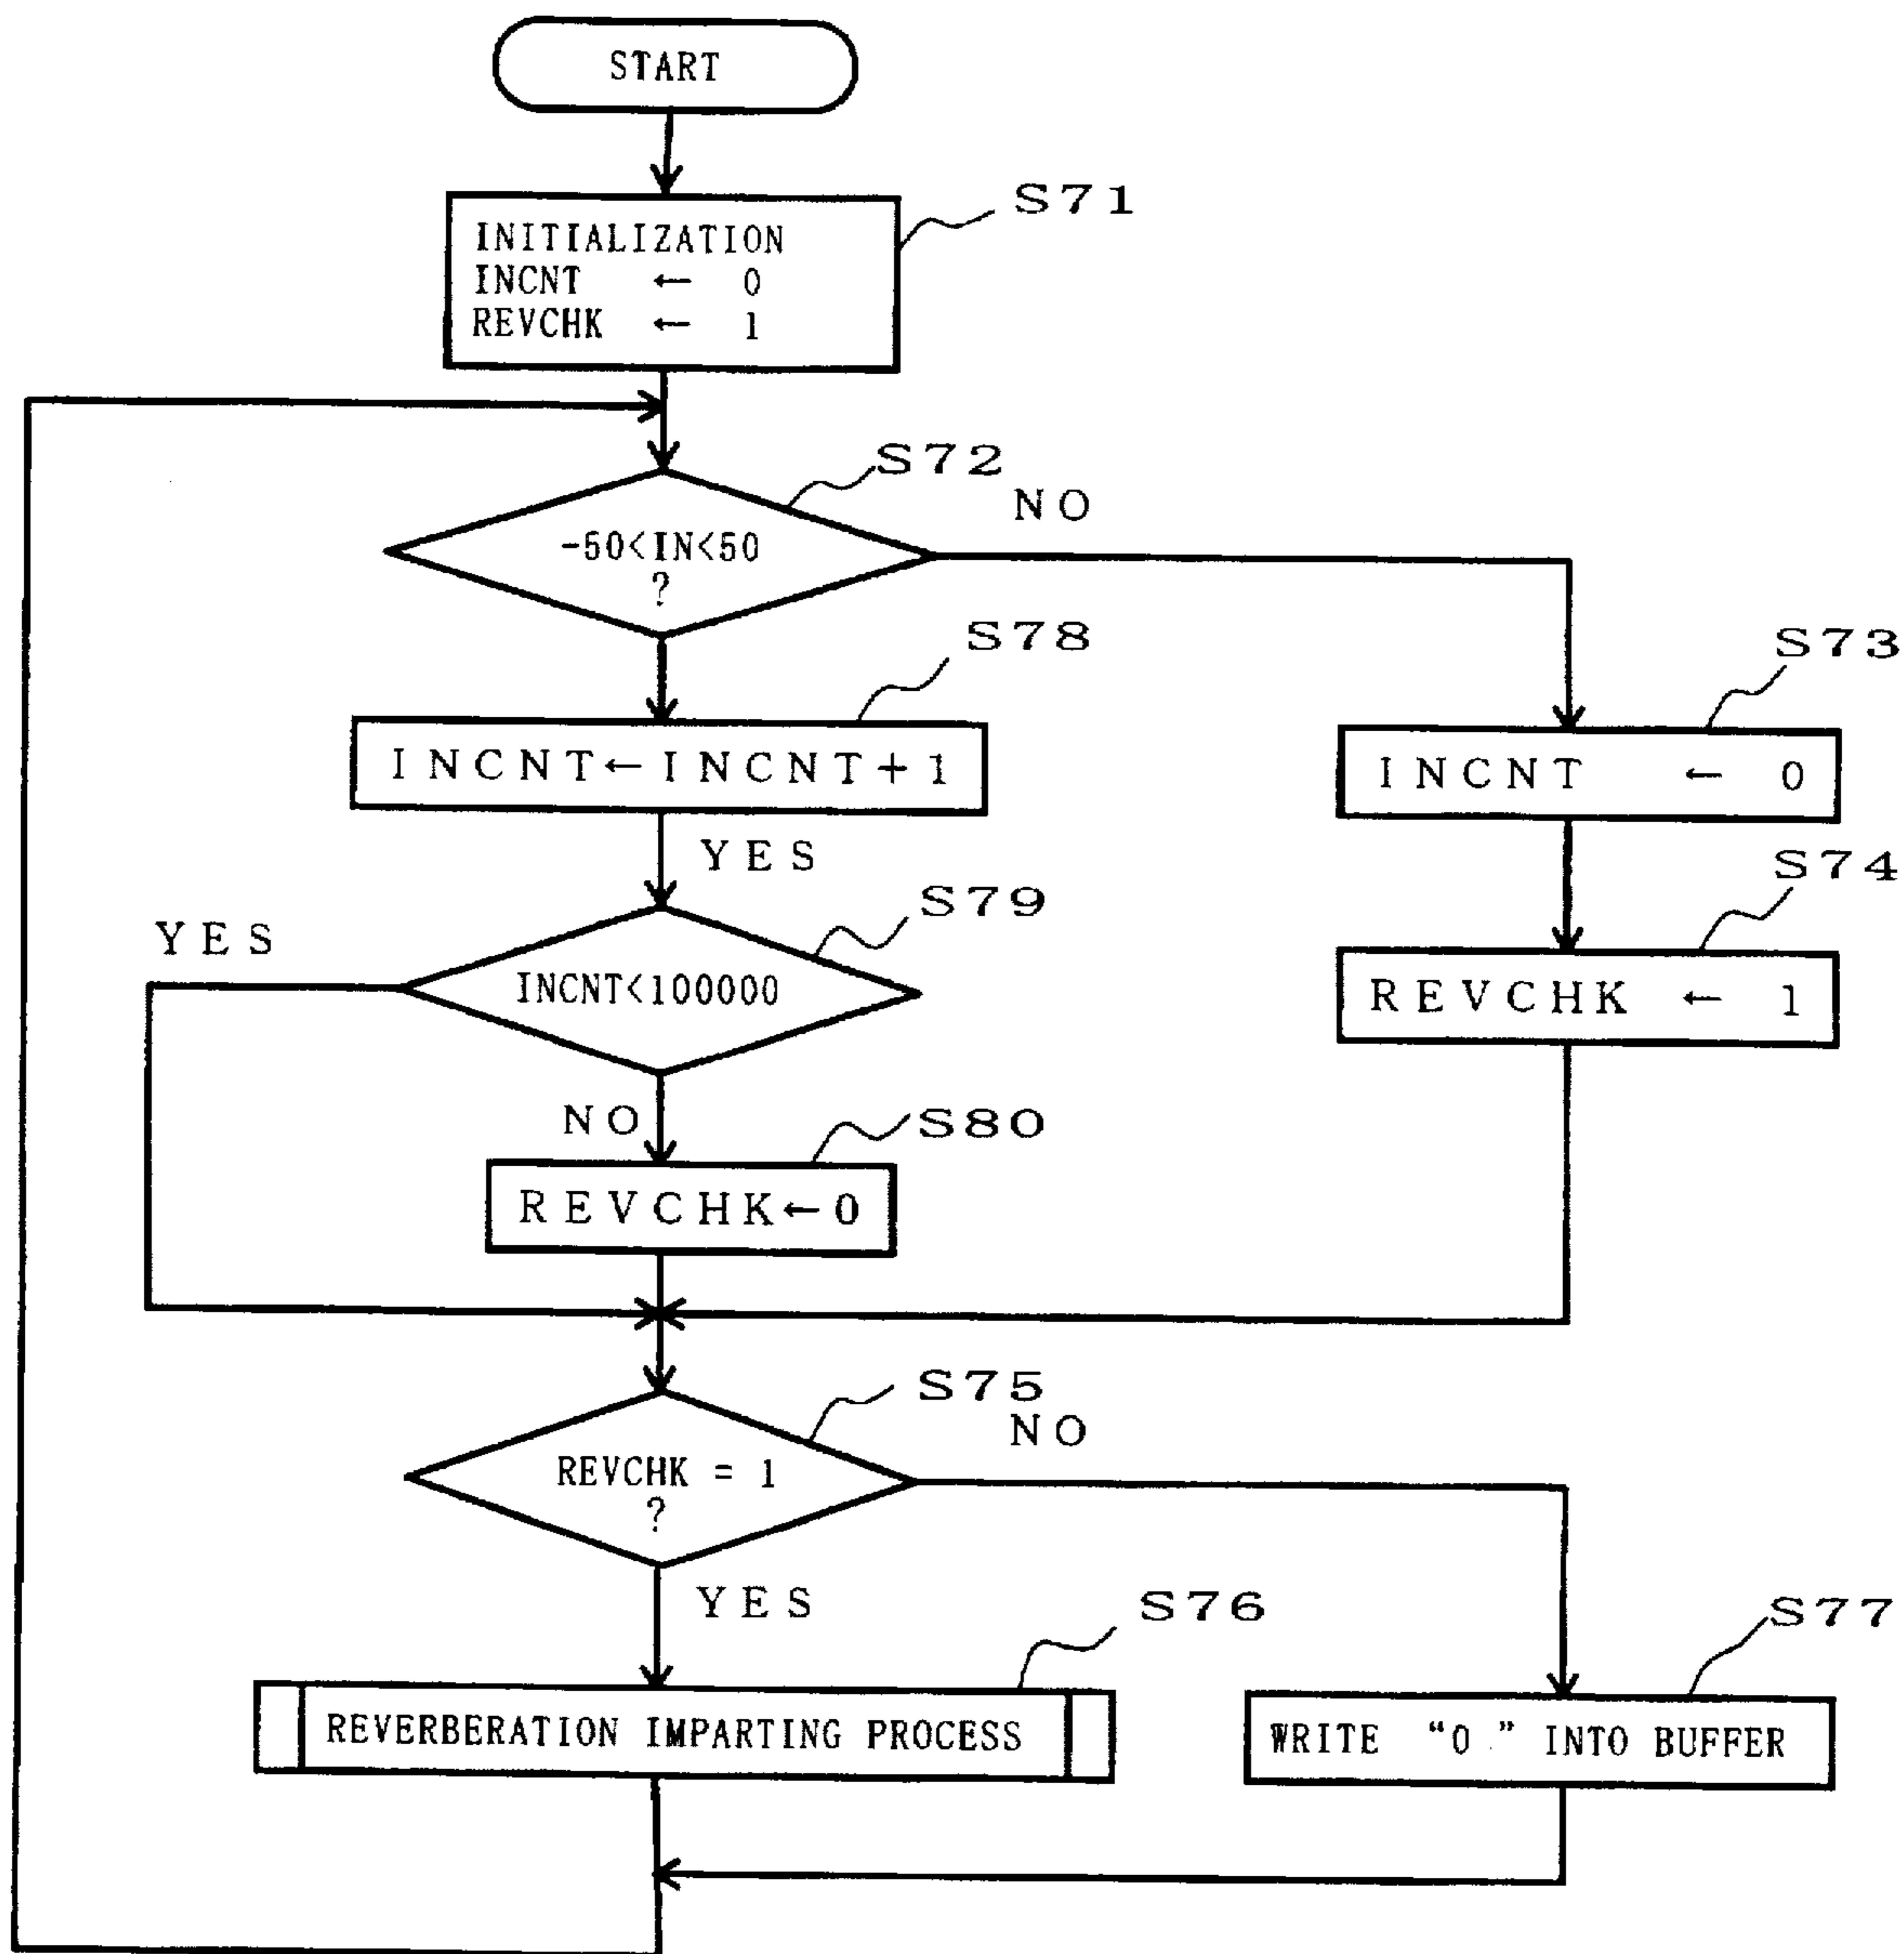 START
S71
INITIALIZATION
INCNT ← 0
REVCHK ← 1
S72
NO
-50<IN<50
?
S78
S73
INCNT←INCNT+1
INCNT ← 0
YES
S74
S79
YES
INCNT<100000
REVCHK ← 1
NO
S80
REVCHK←0
S75
NO
REVCHK = 1
?
YES
S76
S77
REVERBERATION IMPARTING PROCESS
WRITE “0 ” INTO BUFFER